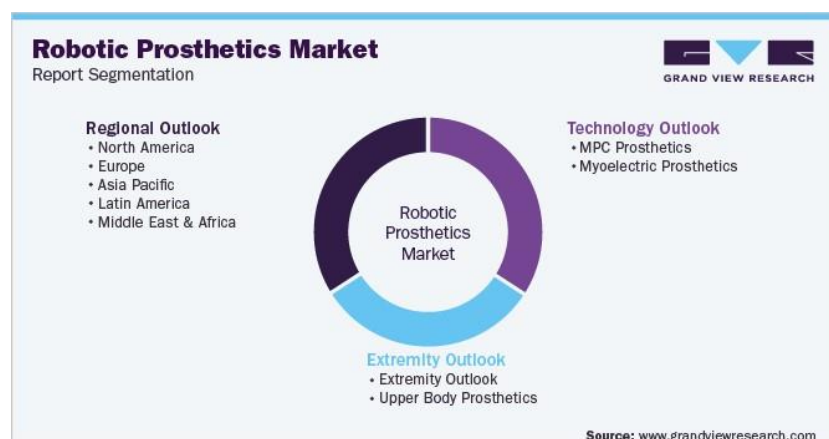 Robotic Prosthetics Market
Report Segmentation
GRAND VIEW RESEARCH
Regional Outlook
• North America
• Europe
• Asia Pacific
• Latin America
• Middle East & Africa
Technology Outlook
• MPC Prosthetics
• Myoelectric Prosthetics
Robotic
Prosthetics
Market
Extremity Outlook
• Extremity Outlook
• Upper Body Prosthetics
Source: www.grandviewresearch.com